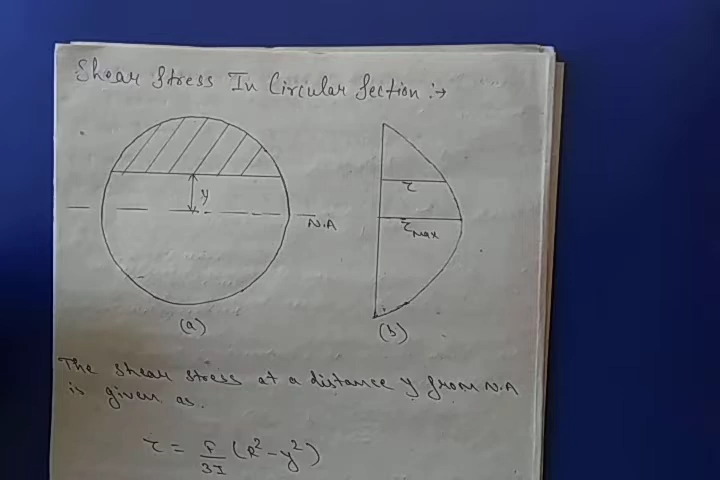 Shear Stress In Circular Section :→
y
N.A
τ
τmax
(a)
(b)
The shear stress at a distance y from N.A
is given as.
τ = F/3I (R² - y²)